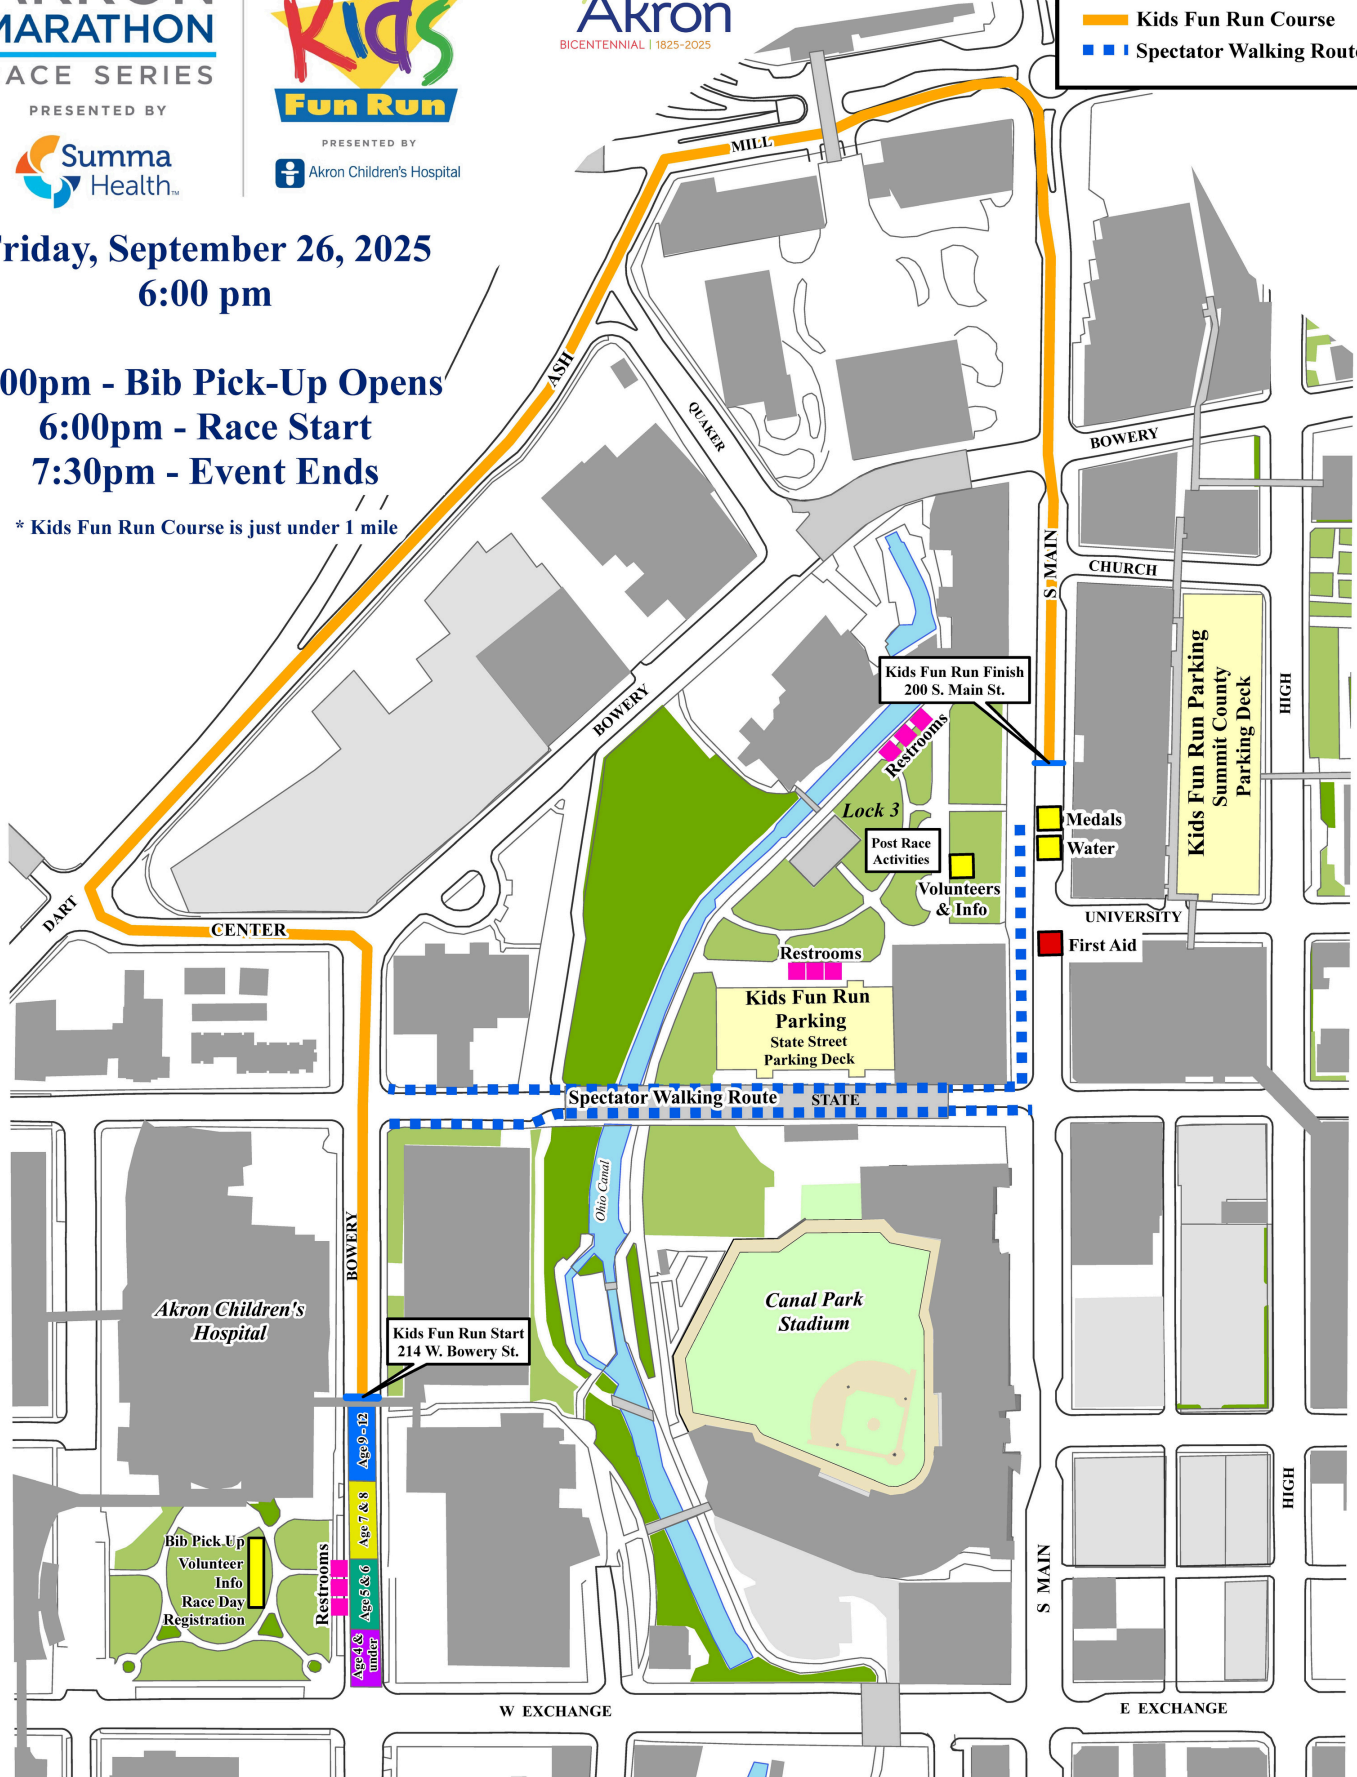 MARATHON
RACE SERIES
PRESENTED BY
Summa
Health™
Kids
Fun Run
PRESENTED BY
Akron Children's Hospital
Akron
BICENTENNIAL | 1825-2025
Kids Fun Run Course
Spectator Walking Route
Friday, September 26, 2025
6:00 pm
00pm - Bib Pick-Up Opens
6:00pm - Race Start
7:30pm - Event Ends
* Kids Fun Run Course is just under 1 mile
MILL
ASH
QUAKER
BOWERY
S MAIN
CHURCH
Kids Fun Run Parking
Summit County
Parking Deck
HIGH
BOWERY
Kids Fun Run Finish
200 S. Main St.
Restrooms
Lock 3
Post Race
Activities
Medals
Water
Volunteers
& Info
UNIVERSITY
First Aid
DART
CENTER
Restrooms
Kids Fun Run
Parking
State Street
Parking Deck
Spectator Walking Route
STATE
Ohio Canal
BOWERY
Akron Children's
Hospital
Canal Park
Stadium
Kids Fun Run Start
214 W. Bowery St.
Age 9 - 12
Age 7 & 8
Age 5 & 6
Age 4 &
under
Bib Pick Up
Volunteer
Info
Race Day
Registration
Restrooms
S MAIN
HIGH
W EXCHANGE
E EXCHANGE